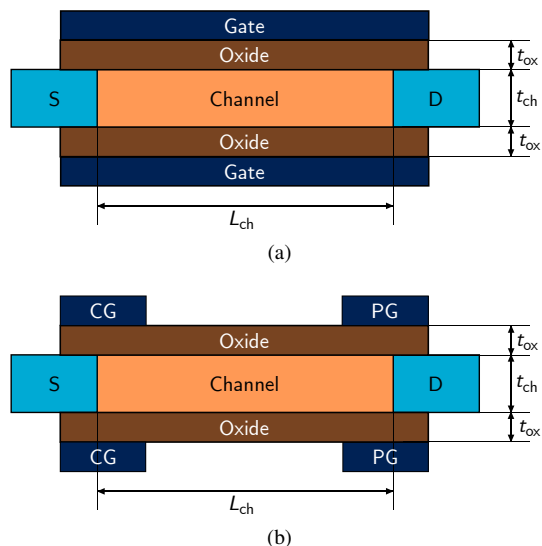 Gate
Oxide
t_ox
S Channel D
t_ch
Oxide
t_ox
Gate
L_ch
(a)
CG PG
Oxide
t_ox
S Channel D
t_ch
Oxide
t_ox
CG PG
L_ch
(b)